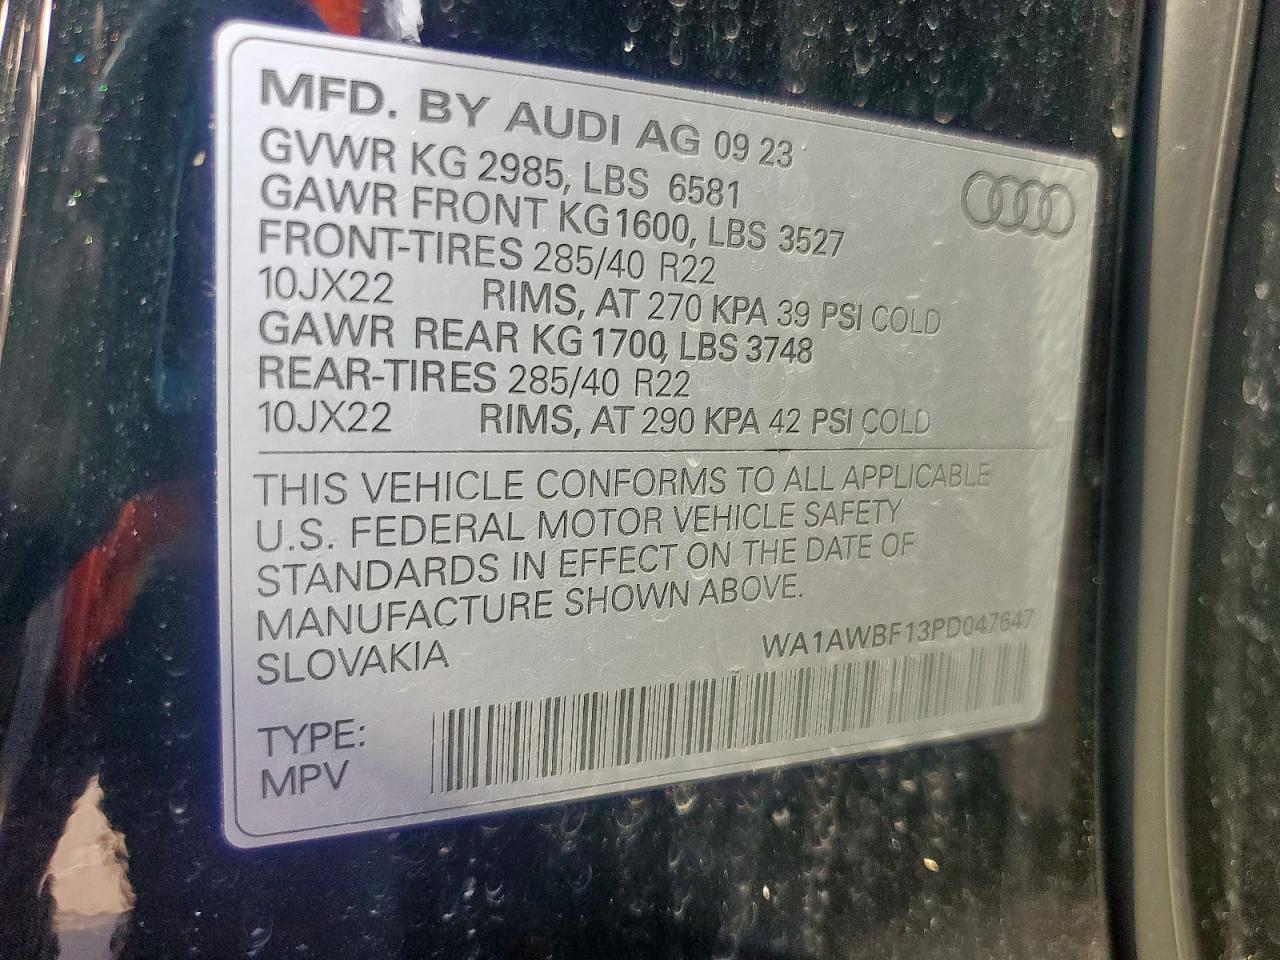 MFD. BY AUDI AG 09 23
GVWR KG 2985, LBS 6581
GAWR FRONT KG 1600, LBS 3527
FRONT-TIRES 285/40 R22
10JX22 RIMS, AT 270 KPA 39 PSI COLD
GAWR REAR KG 1700, LBS 3748
REAR-TIRES 285/40 R22
10JX22 RIMS, AT 290 KPA 42 PSI COLD
THIS VEHICLE CONFORMS TO ALL APPLICABLE
U.S. FEDERAL MOTOR VEHICLE SAFETY
STANDARDS IN EFFECT ON THE DATE OF
MANUFACTURE SHOWN ABOVE.
SLOVAKIA WA1AWBF13PD047647
TYPE:
MPV